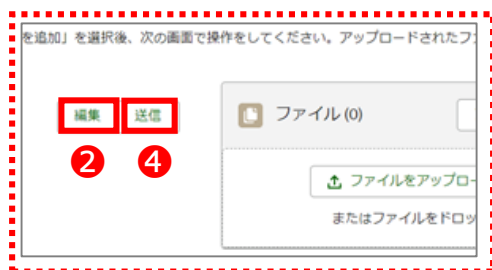 を追加」を選択後、次の画面で操作をしてください。アップロードされたフ
編集 送信 ファイル (0)
❷ ❹
ファイルをアップロー
またはファイルをドロッ